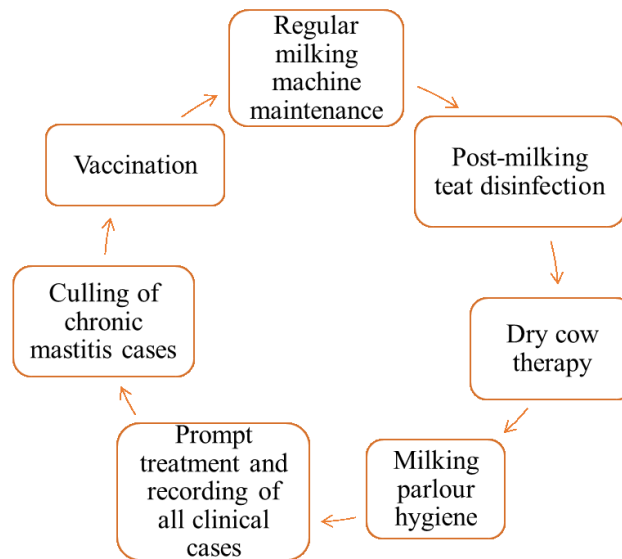 Regular
milking
machine
maintenance
Post-milking
teat disinfection
Dry cow
therapy
Milking
parlour
hygiene
Prompt
treatment and
recording of
all clinical
cases
Culling of
chronic
mastitis cases
Vaccination